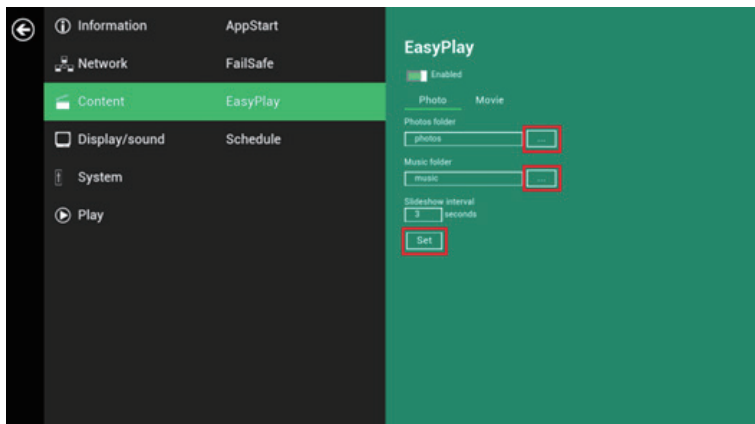 Information
Network
Content
Display/sound
System
Play
AppStart
FailSafe
EasyPlay
Schedule
EasyPlay
Enabled
Photo Movie
Photos folder
photos ...
Music folder
music ...
Slideshow interval
3 seconds
Set